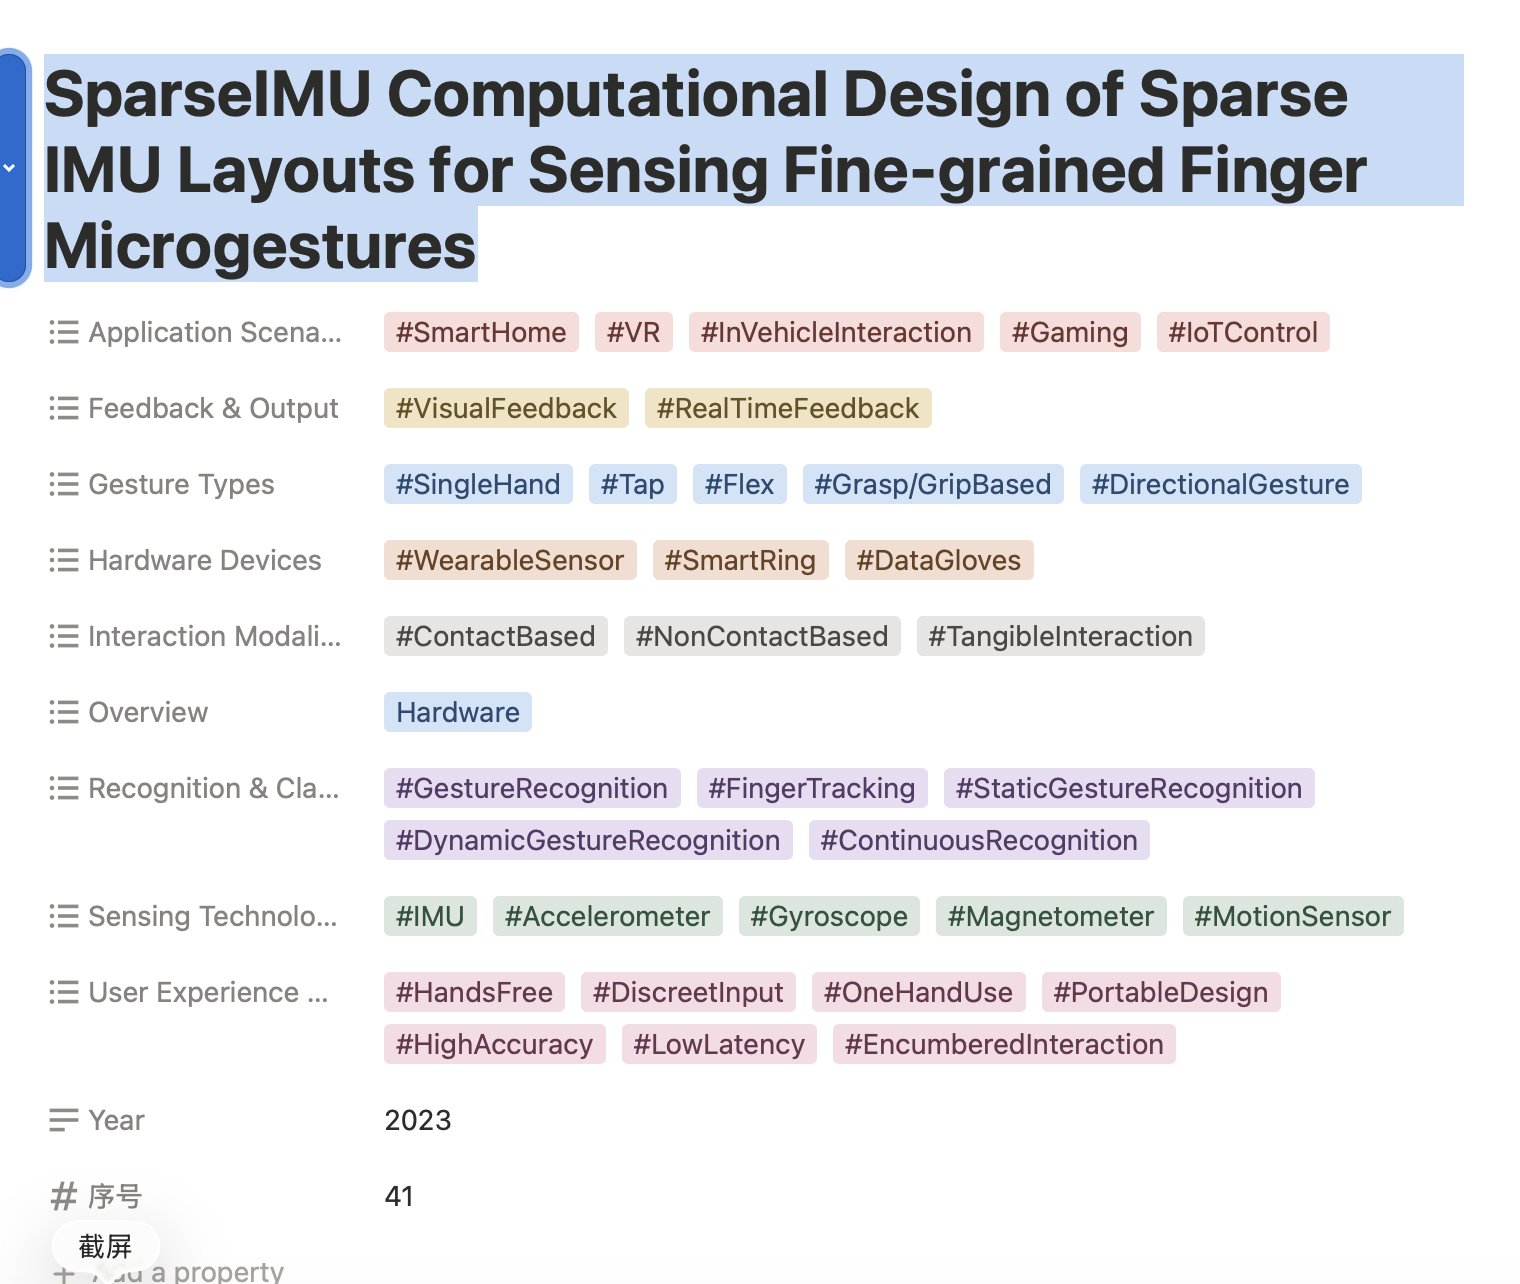 SparseIMU Computational Design of Sparse
IMU Layouts for Sensing Fine-grained Finger
Microgestures
Application Scena... #SmartHome #VR #InVehicleInteraction #Gaming #IoTControl
Feedback & Output #VisualFeedback #RealTimeFeedback
Gesture Types #SingleHand #Tap #Flex #Grasp/GripBased #DirectionalGesture
Hardware Devices #WearableSensor #SmartRing #DataGloves
Interaction Modali... #ContactBased #NonContactBased #TangibleInteraction
Overview Hardware
Recognition & Cla... #GestureRecognition #FingerTracking #StaticGestureRecognition
#DynamicGestureRecognition #ContinuousRecognition
Sensing Technolo... #IMU #Accelerometer #Gyroscope #Magnetometer #MotionSensor
User Experience ... #HandsFree #DiscreetInput #OneHandUse #PortableDesign
#HighAccuracy #LowLatency #EncumberedInteraction
Year 2023
# 序号 41
截屏
+ Add a property